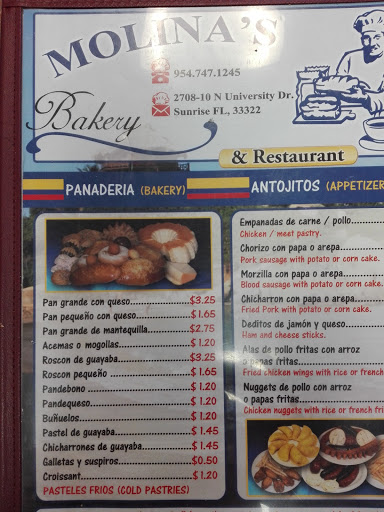 MOLINA'S
Bakery
954.747.1245
2708-10 N University Dr.
Sunrise FL, 33322
& Restaurant
PANADERIA (BAKERY)
Pan grande con queso $3.25
Pan pequeño con queso $1.65
Pan grande de mantequilla $2.75
Acemas o mogollas $1.20
Roscon de guayaba $3.25
Roscon pequeño $1.65
Pandebono $1.20
Pandequeso $1.20
Buñuelos $1.20
Pastel de guayaba $1.45
Chicharrones de guayaba $1.45
Galletas y suspiros $0.50
Croissant $1.20
PASTELES FRIOS (COLD PASTRIES)
ANTOJITOS (APPETIZER
Empanadas de carne / pollo
Chicken / meet pastry.
Chorizo con papa o arepa
Pork sausage with potato or corn cake.
Morzilla con papa o arepa
Blood sausage with potato or corn cake.
Chicharron con papa o arepa
Fried Pork with potato or corn cake.
Deditos de jamón y queso
Ham and cheese sticks.
Alas de pollo fritas con arroz
o papas fritas
Fried chicken wings with rice or french
Nuggets de pollo con arroz
o papas fritas
Chicken nuggets with rice or french fri